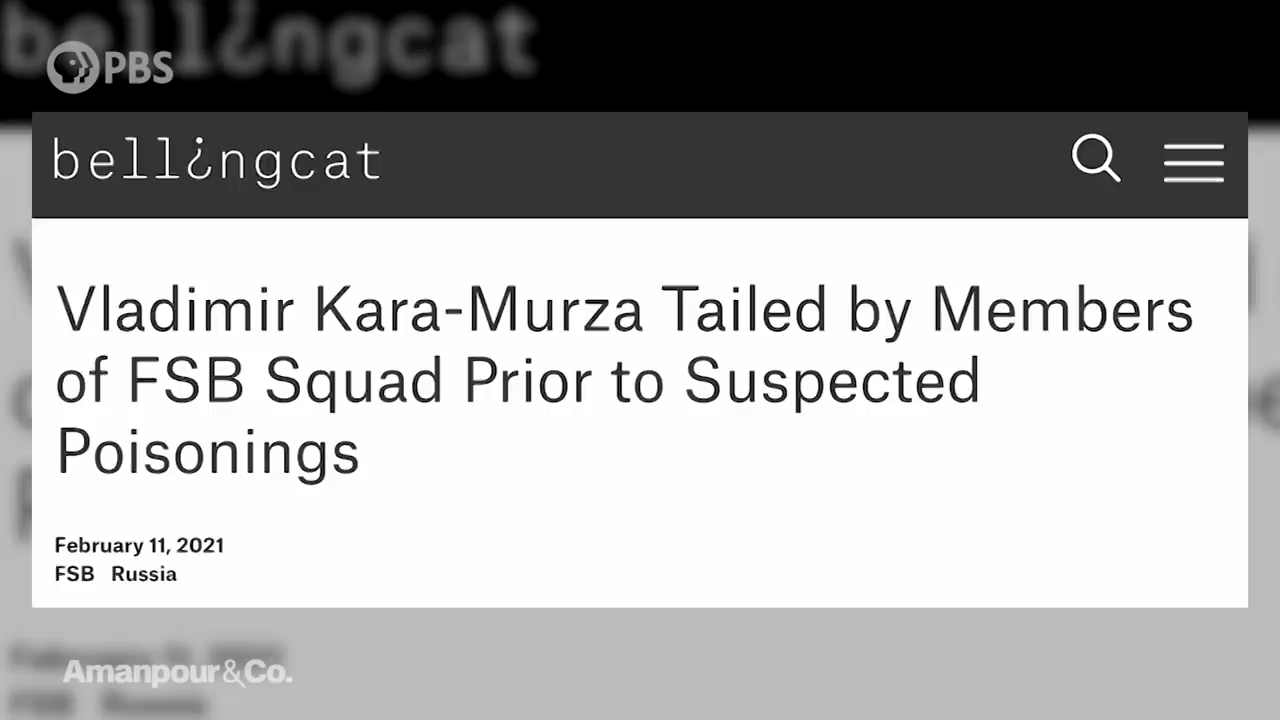 bellingcat
PBS
bell¿ngcat
Vladimir Kara-Murza Tailed by Members
of FSB Squad Prior to Suspected
Poisonings
February 11, 2021
FSB Russia
Amanpour&Co.